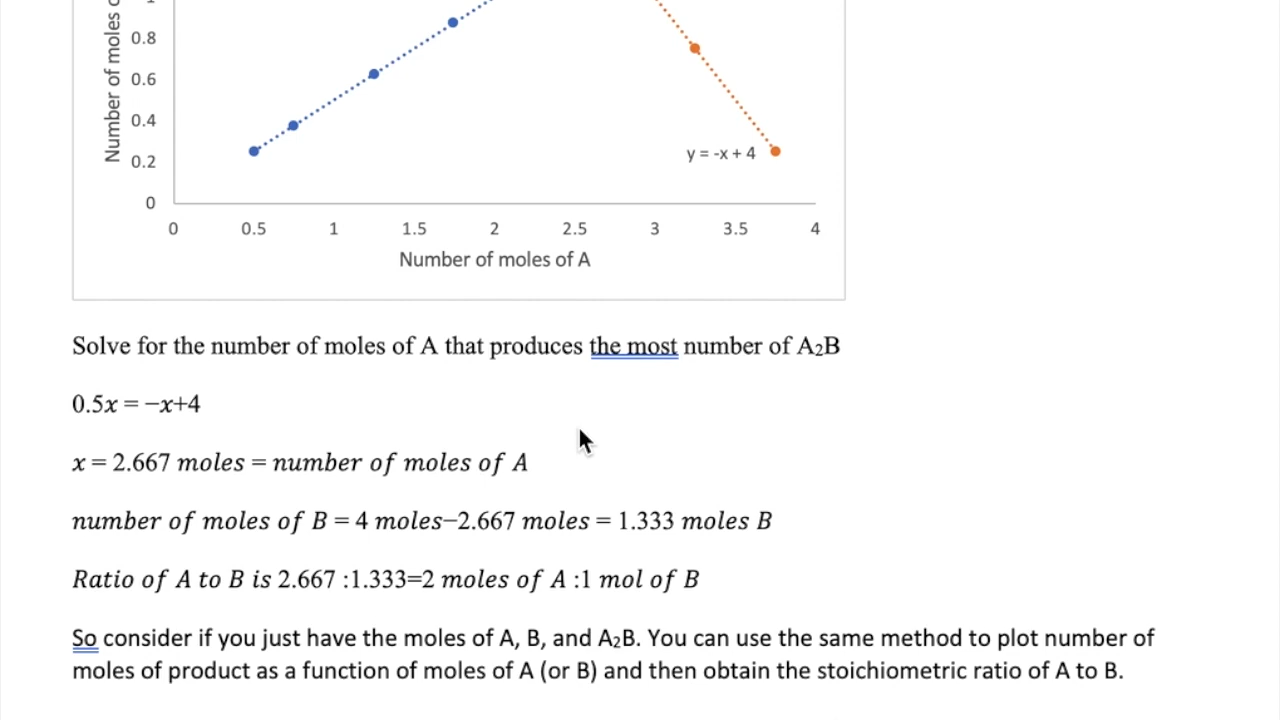 Number of moles
0.8
0.6
0.4
0.2
0
y = -x + 4
0 0.5 1 1.5 2 2.5 3 3.5 4
Number of moles of A
Solve for the number of moles of A that produces the most number of A₂B
0.5x = −x+4
x = 2.667 moles = number of moles of A
number of moles of B = 4 moles−2.667 moles = 1.333 moles B
Ratio of A to B is 2.667 :1.333=2 moles of A :1 mol of B
So consider if you just have the moles of A, B, and A₂B. You can use the same method to plot number of
moles of product as a function of moles of A (or B) and then obtain the stoichiometric ratio of A to B.